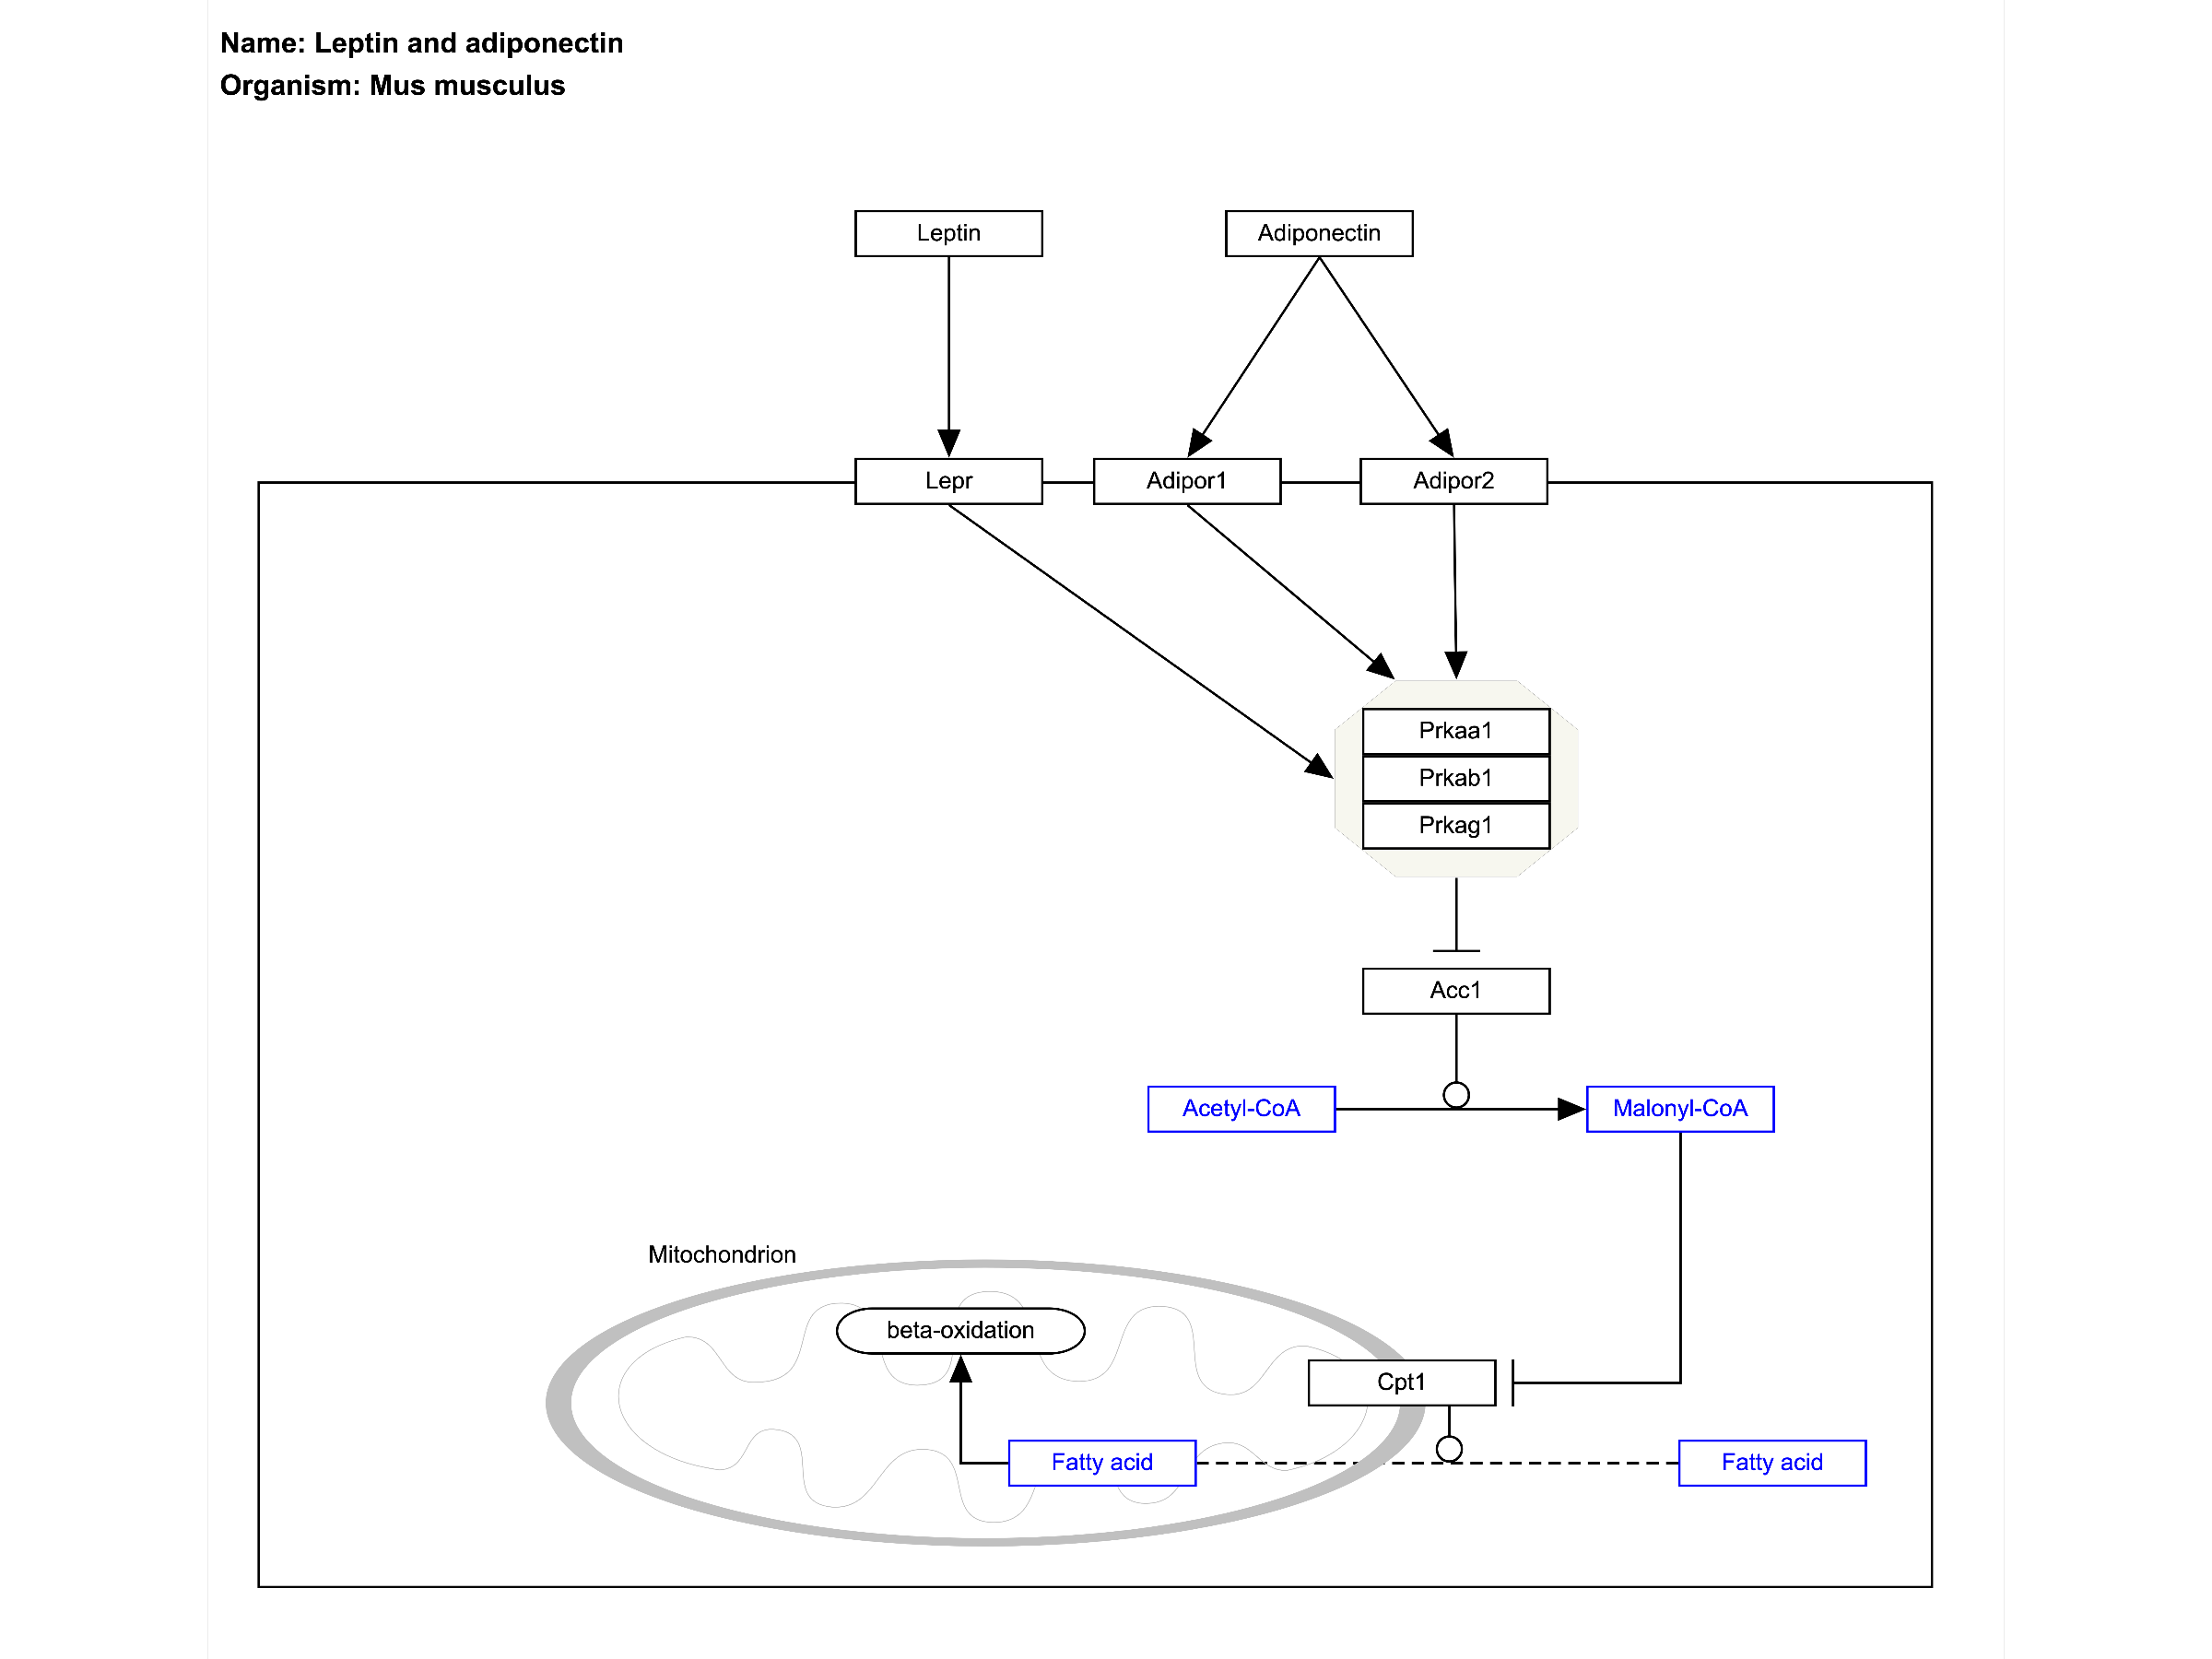 Name: Leptin and adiponectin
Organism: Mus musculus
Leptin
Adiponectin
Lepr
Adipor1
Adipor2
Prkaa1
Prkab1
Prkag1
Acc1
Acetyl-CoA
Malonyl-CoA
Mitochondrion
beta-oxidation
Cpt1
Fatty acid
Fatty acid